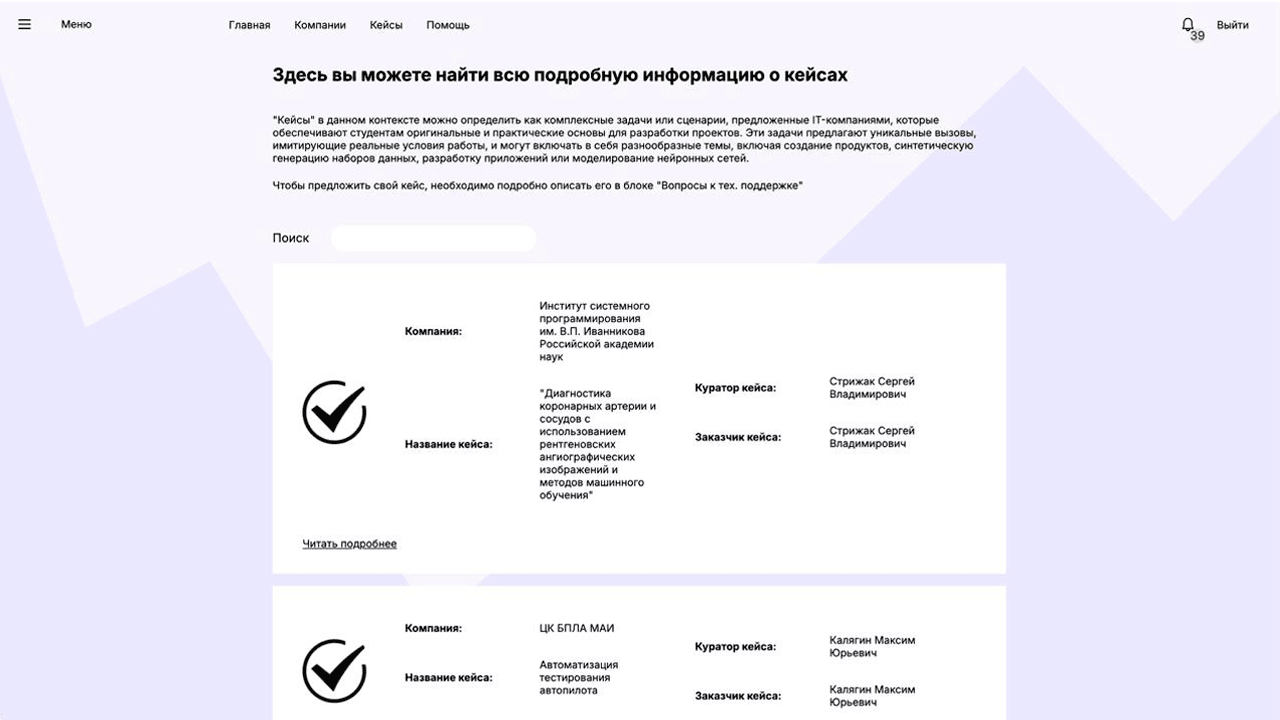 Меню
Главная
Компании
Кейсы
Помощь
39
Выйти
Здесь вы можете найти всю подробную информацию о кейсах
"Кейсы" в данном контексте можно определить как комплексные задачи или сценарии, предложенные IT-компаниями, которые
обеспечивают студентам оригинальные и практические основы для разработки проектов. Эти задачи предлагают уникальные вызовы,
имитирующие реальные условия работы, и могут включать в себя разнообразные темы, включая создание продуктов, синтетическую
генерацию наборов данных, разработку приложений или моделирование нейронных сетей.
Чтобы предложить свой кейс, необходимо подробно описать его в блоке "Вопросы к тех. поддержке"
Поиск
Компания:
Институт системного
программирования
им. В.П. Иванникова
Российской академии
наук
Название кейса:
"Диагностика
коронарных артерии и
сосудов с
использованием
рентгеновских
ангиографических
изображений и
методов машинного
обучения"
Куратор кейса:
Стрижак Сергей
Владимирович
Заказчик кейса:
Стрижак Сергей
Владимирович
Читать подробнее
Компания:
ЦК БПЛА МАИ
Название кейса:
Автоматизация
тестирования
автопилота
Куратор кейса:
Калягин Максим
Юрьевич
Заказчик кейса:
Калягин Максим
Юрьевич